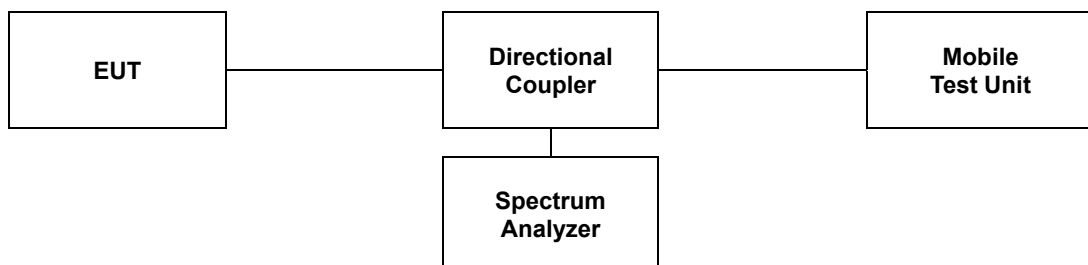 EUT
Directional
Coupler
Mobile
Test Unit
Spectrum
Analyzer